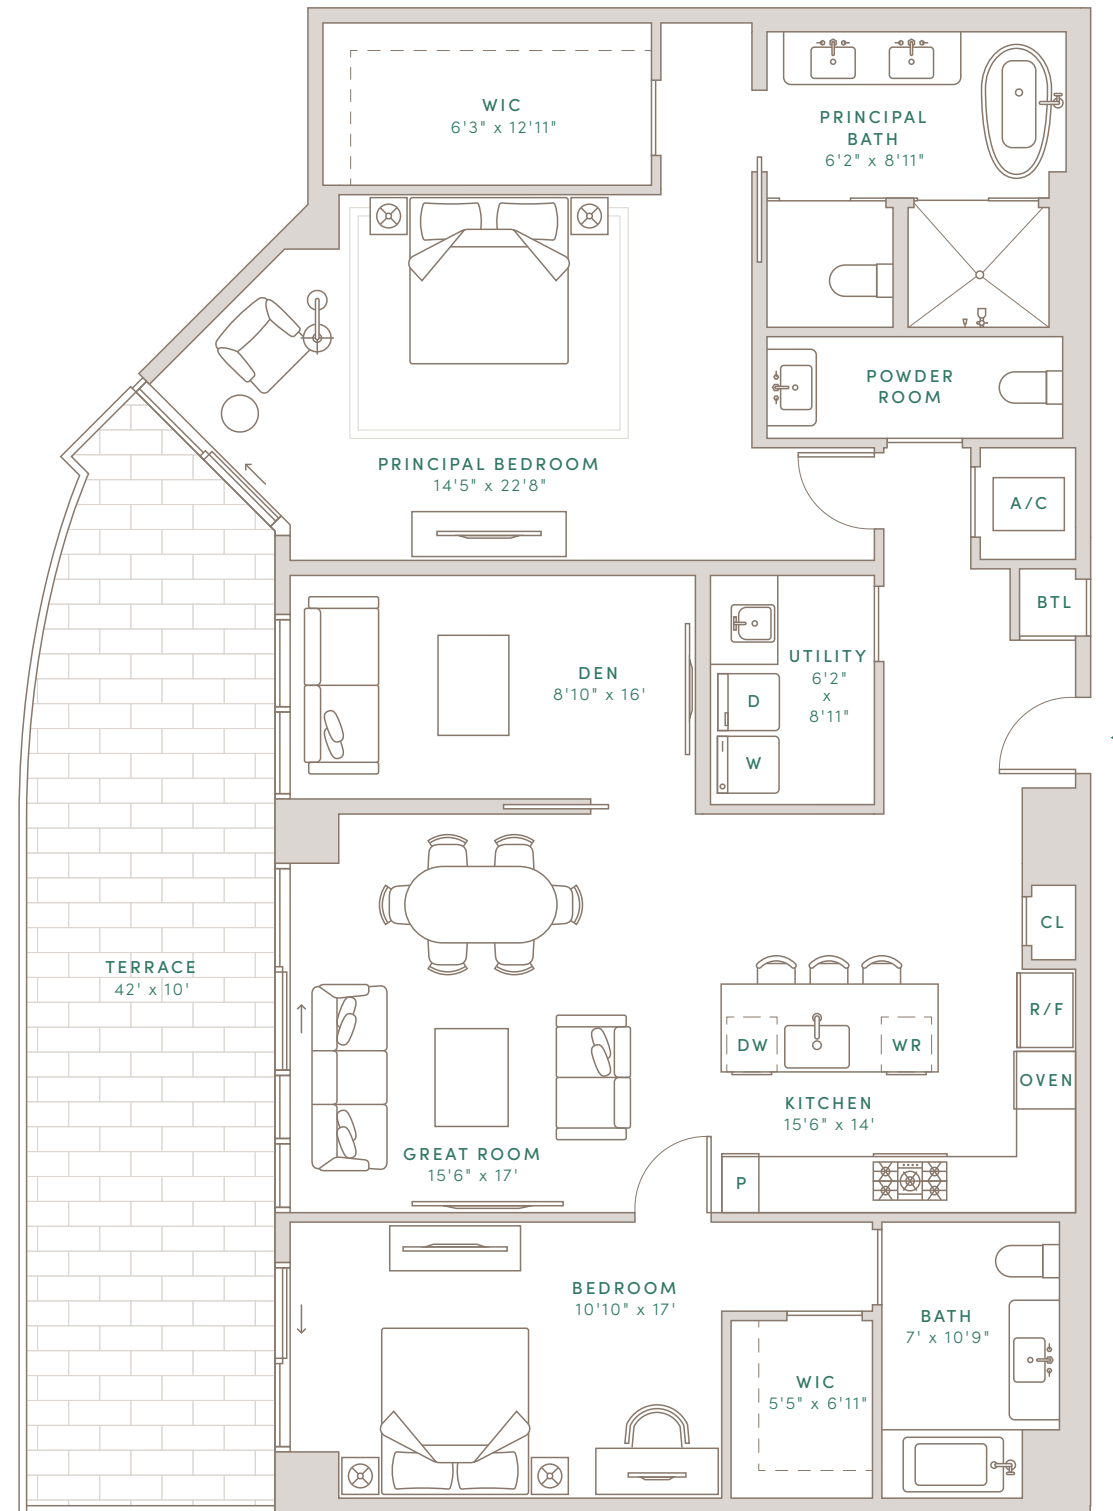 WIC
6'3" x 12'11"
PRINCIPAL
BATH
6'2" x 8'11"
POWDER
ROOM
PRINCIPAL BEDROOM
14'5" x 22'8"
A/C
BTL
DEN
8'10" x 16'
UTILITY
6'2"
x
8'11"
D
W
CL
TERRACE
42' x 10'
R/F
DW
WR
OVEN
KITCHEN
15'6" x 14'
GREAT ROOM
15'6" x 17'
P
BEDROOM
10'10" x 17'
BATH
7' x 10'9"
WIC
5'5" x 6'11"